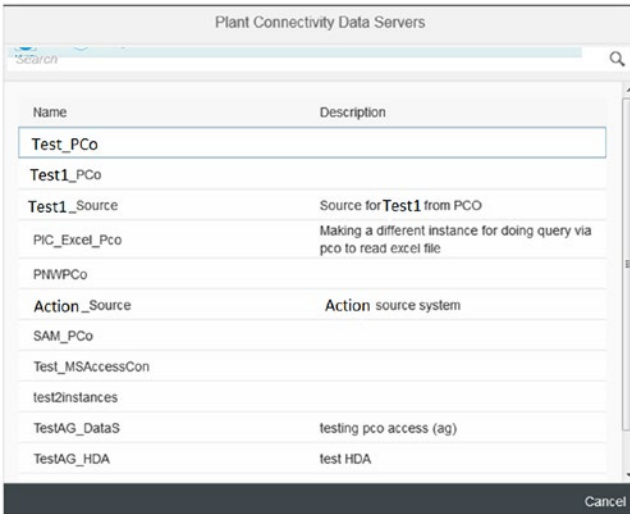 Plant Connectivity Data Servers
Search
Name Description
Test_PCo
Test1_PCo
Test1_Source Source for Test1 from PCO
PIC_Excel_Pco Making a different instance for doing query via
pco to read excel file
PNWPCo
Action_Source Action source system
SAM_PCo
Test_MSAccessCon
test2instances
TestAG_DataS testing pco access (ag)
TestAG_HDA test HDA
Cancel